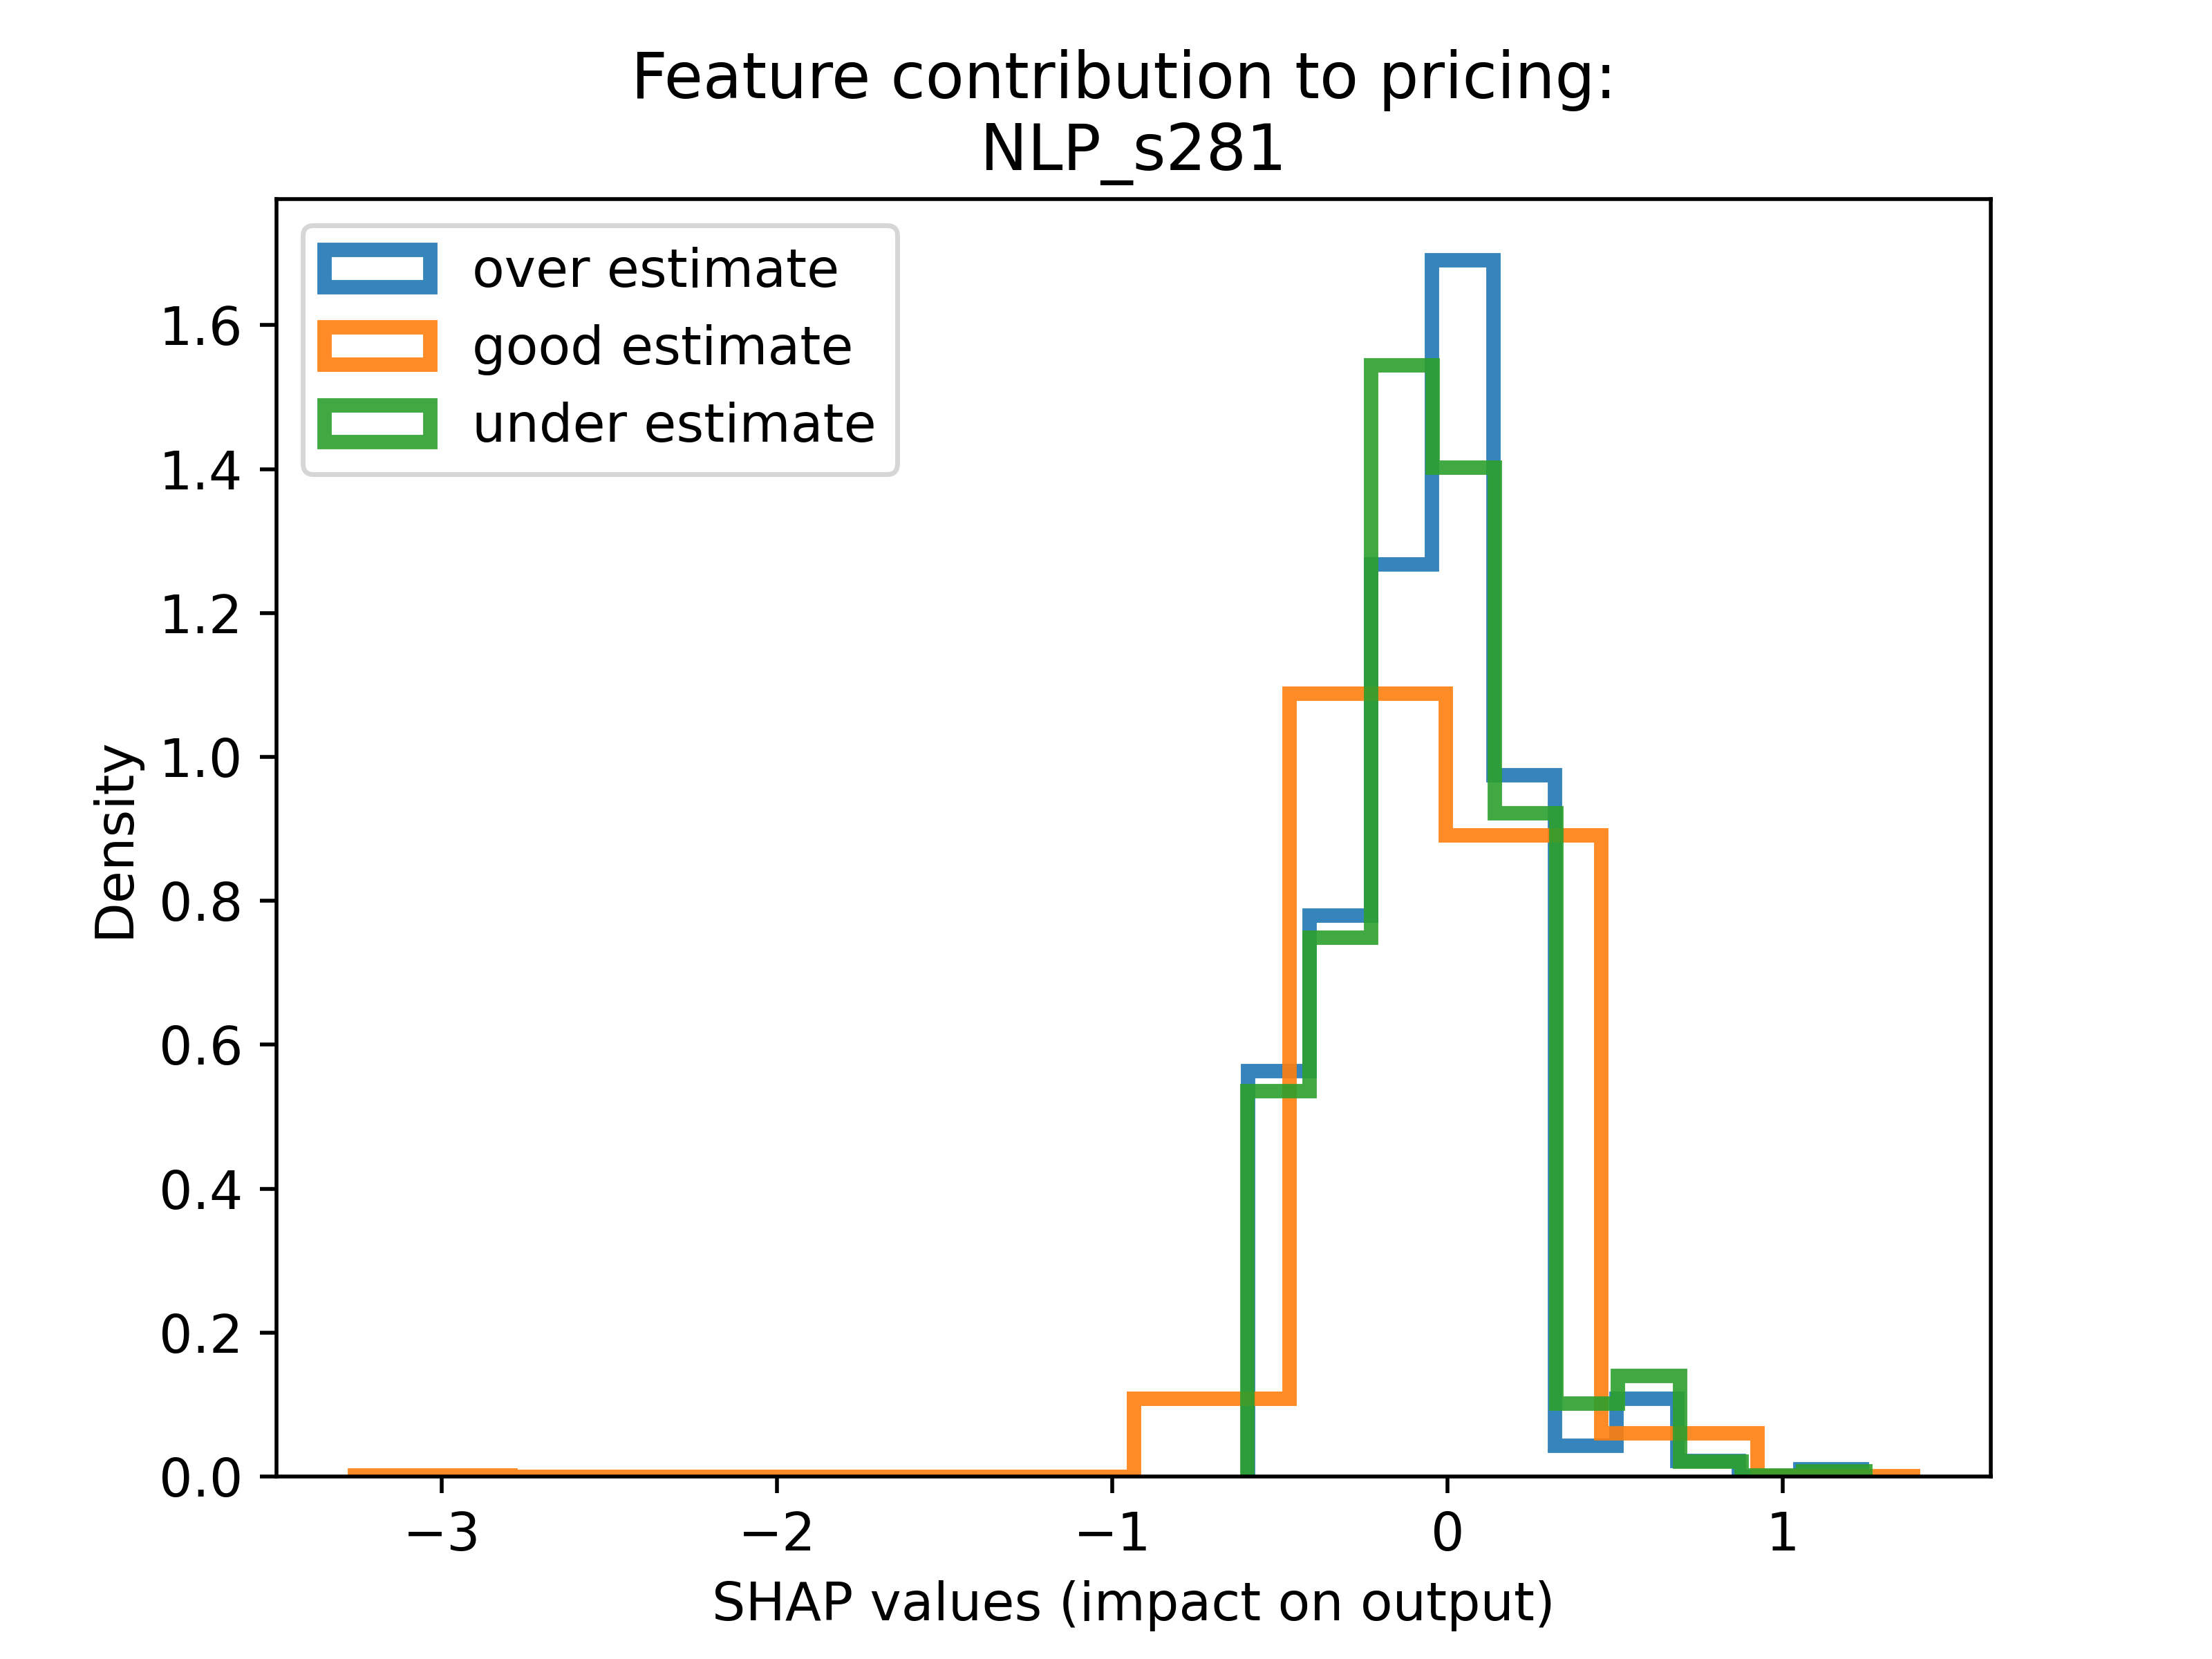 Feature contribution to pricing:
NLP_s281
over estimate
good estimate
under estimate
Density
1.6
1.4
1.2
1.0
0.8
0.6
0.4
0.2
0.0
−3
−2
−1
0
1
SHAP values (impact on output)